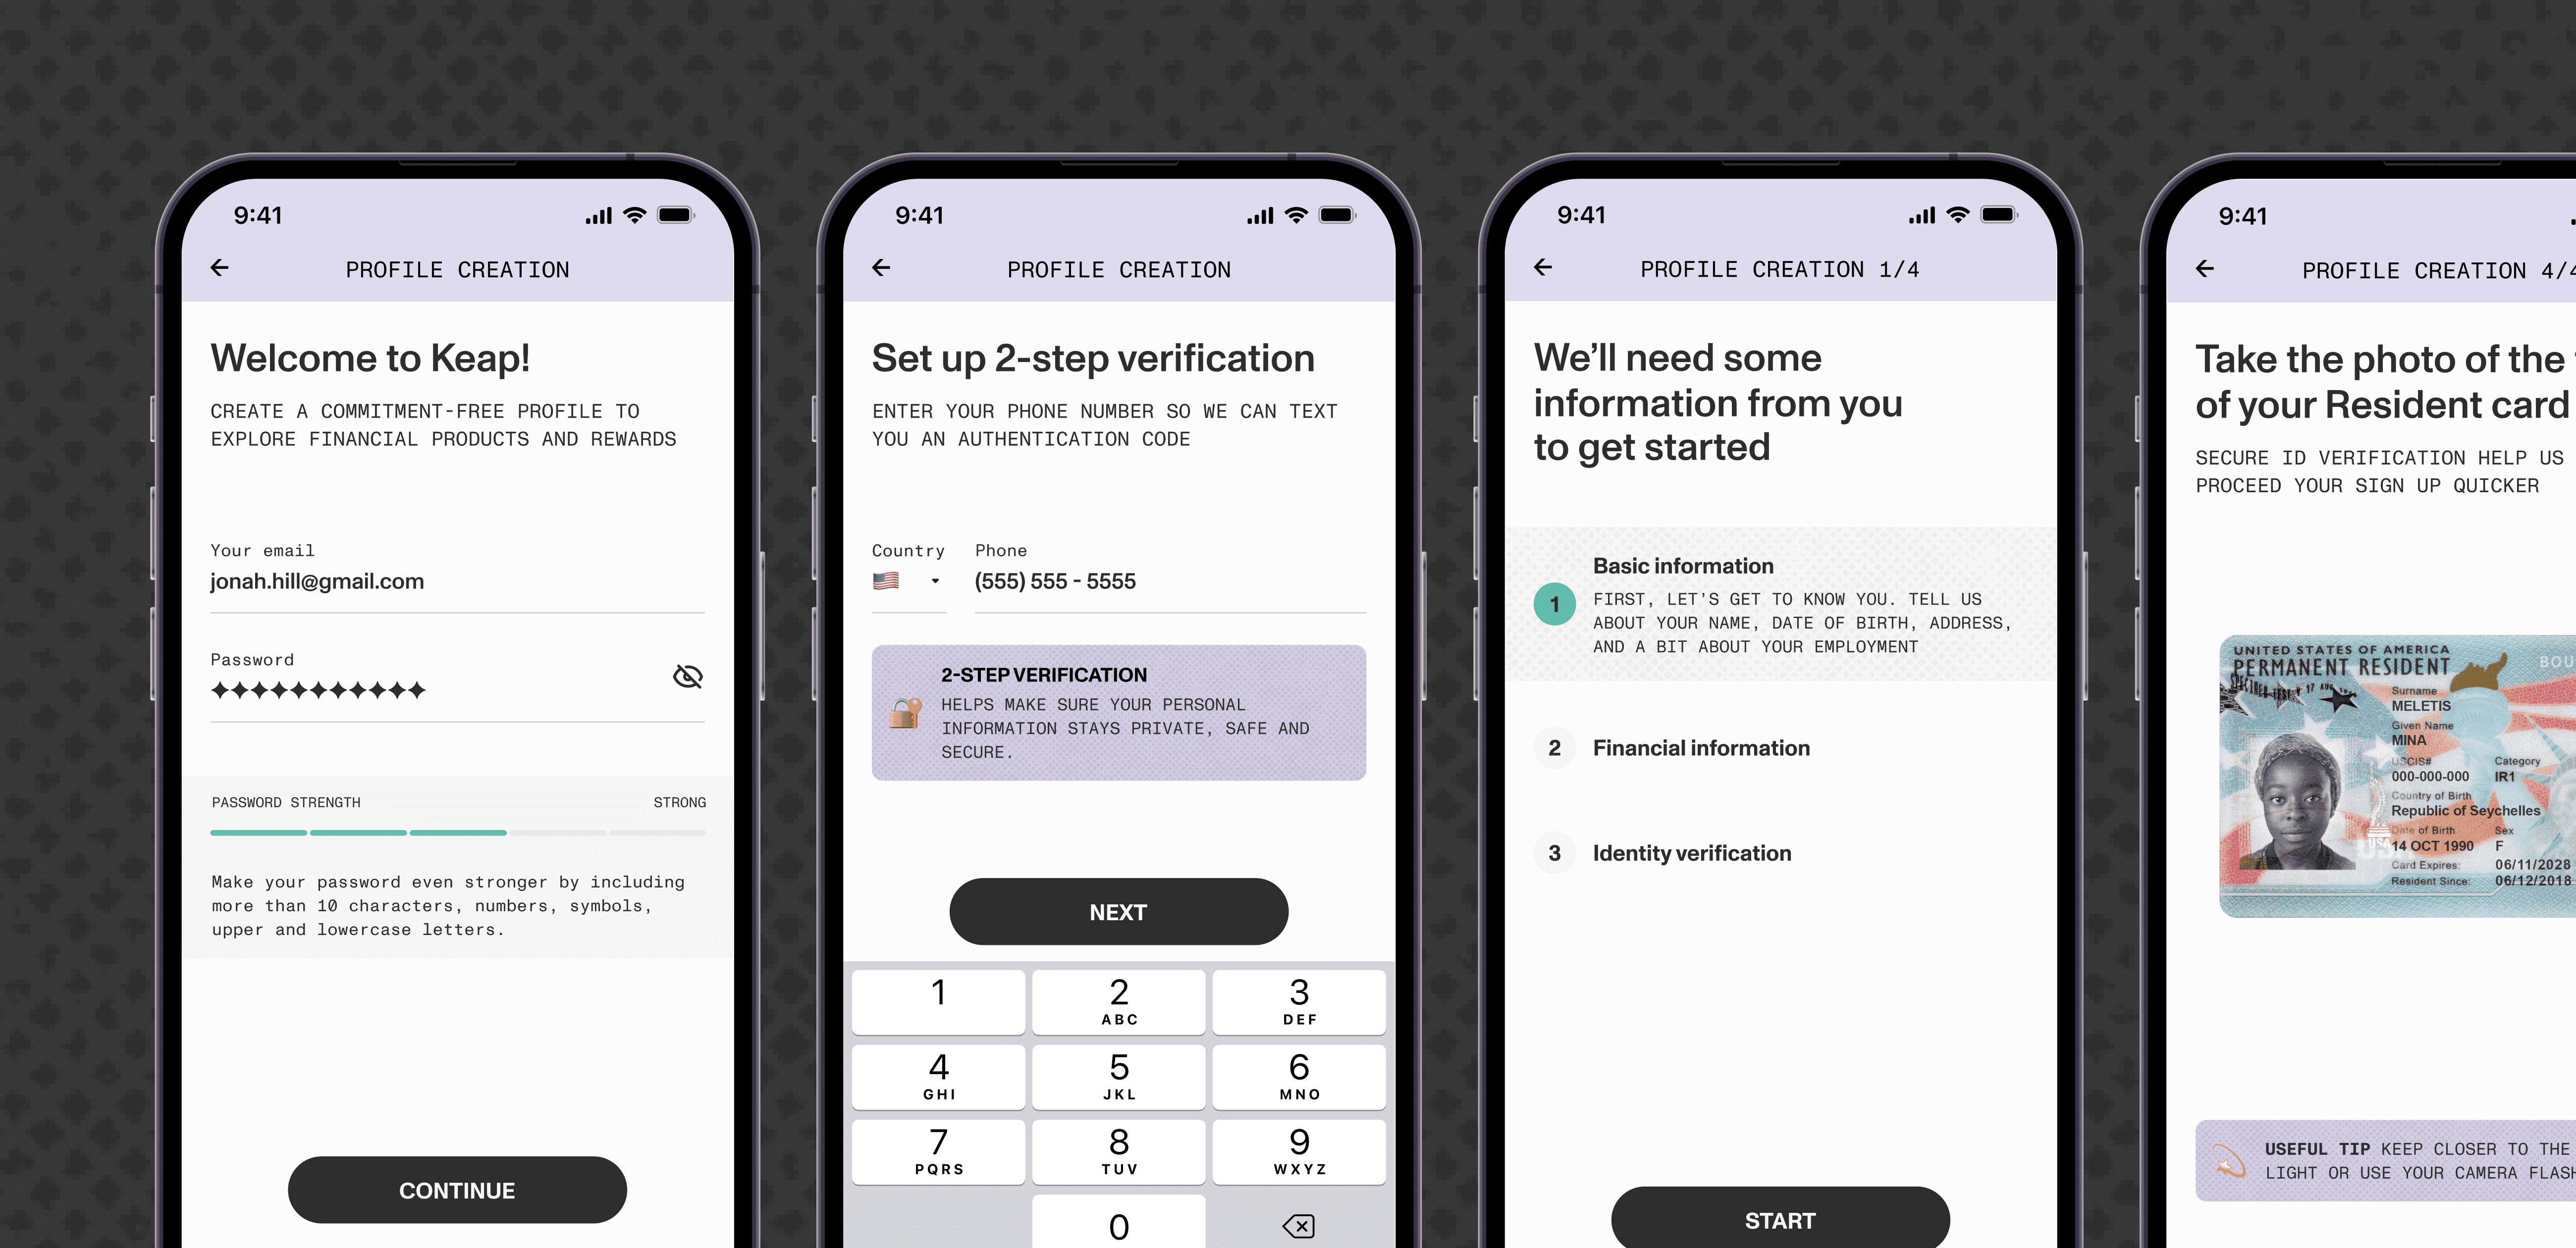 9:41
PROFILE CREATION
Welcome to Keap!
CREATE A COMMITMENT-FREE PROFILE TO
EXPLORE FINANCIAL PRODUCTS AND REWARDS
Your email
jonah.hill@gmail.com
Password
PASSWORD STRENGTH STRONG
Make your password even stronger by including
more than 10 characters, numbers, symbols,
upper and lowercase letters.
CONTINUE
9:41
PROFILE CREATION
Set up 2-step verification
ENTER YOUR PHONE NUMBER SO WE CAN TEXT
YOU AN AUTHENTICATION CODE
Country Phone
(555) 555 - 5555
2-STEP VERIFICATION
HELPS MAKE SURE YOUR PERSONAL
INFORMATION STAYS PRIVATE, SAFE AND
SECURE.
NEXT
1 2 3
ABC DEF
4 5 6
GHI JKL MNO
7 8 9
PQRS TUV WXYZ
0
9:41
PROFILE CREATION 1/4
We’ll need some
information from you
to get started
1 Basic information
FIRST, LET’S GET TO KNOW YOU. TELL US
ABOUT YOUR NAME, DATE OF BIRTH, ADDRESS,
AND A BIT ABOUT YOUR EMPLOYMENT
2 Financial information
3 Identity verification
START
9:41
PROFILE CREATION 4/4
Take the photo of the
of your Resident card
SECURE ID VERIFICATION HELP US
PROCEED YOUR SIGN UP QUICKER
UNITED STATES OF AMERICA
PERMANENT RESIDENT
Surname
MELETIS
Given Name
MINA
USCIS# Category
000-000-000 IR1
Country of Birth
Republic of Seychelles
Date of Birth Sex
14 OCT 1990 F
Card Expires: 06/11/2028
Resident Since: 06/12/2018
USA
USEFUL TIP KEEP CLOSER TO THE
LIGHT OR USE YOUR CAMERA FLASH